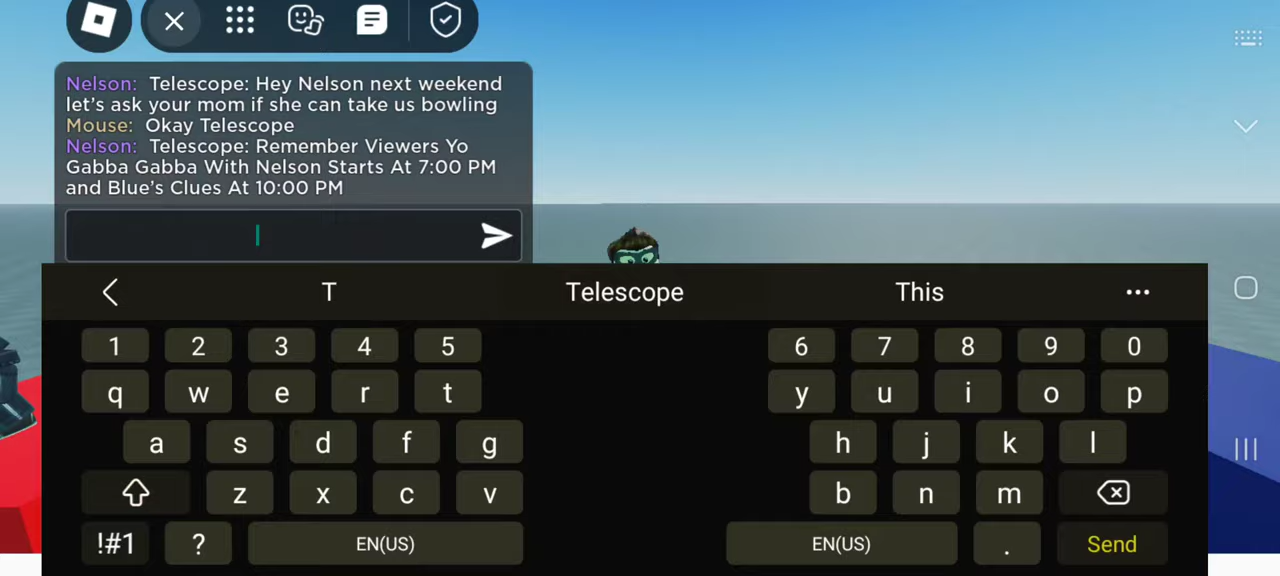 Nelson: Telescope: Hey Nelson next weekend
let's ask your mom if she can take us bowling
Mouse: Okay Telescope
Nelson: Telescope: Remember Viewers Yo
Gabba Gabba With Nelson Starts At 7:00 PM
and Blue's Clues At 10:00 PM
T Telescope This
1 2 3 4 5 6 7 8 9 0
q w e r t y u i o p
a s d f g h j k l
z x c v b n m
!#1 ? EN(US) EN(US) . Send